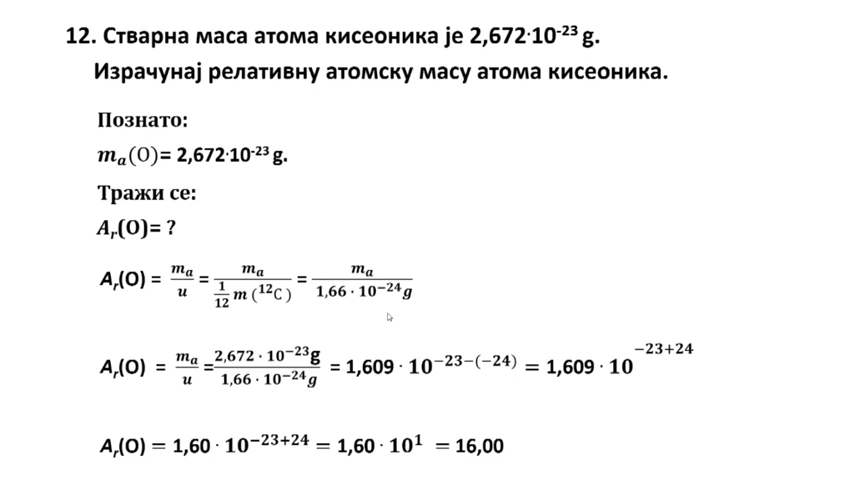 12. Стварна маса атома кисеоника је 2,672·10⁻²³ g.
Израчунај релативну атомску масу атома кисеоника.
Познато:
mₐ(O)= 2,672·10⁻²³ g.
Тражи се:
Aᵣ(O)= ?
Aᵣ(O) = mₐ/u = mₐ/(1/12 m (¹²C)) = mₐ/(1,66 · 10⁻²⁴g)
Aᵣ(O) = mₐ/u = (2,672 · 10⁻²³g)/(1,66 · 10⁻²⁴g) = 1,609 · 10⁻²³⁻⁽⁻²⁴⁾ = 1,609 · 10⁻²³⁺²⁴
Aᵣ(O) = 1,60 · 10⁻²³⁺²⁴ = 1,60 · 10¹ = 16,00